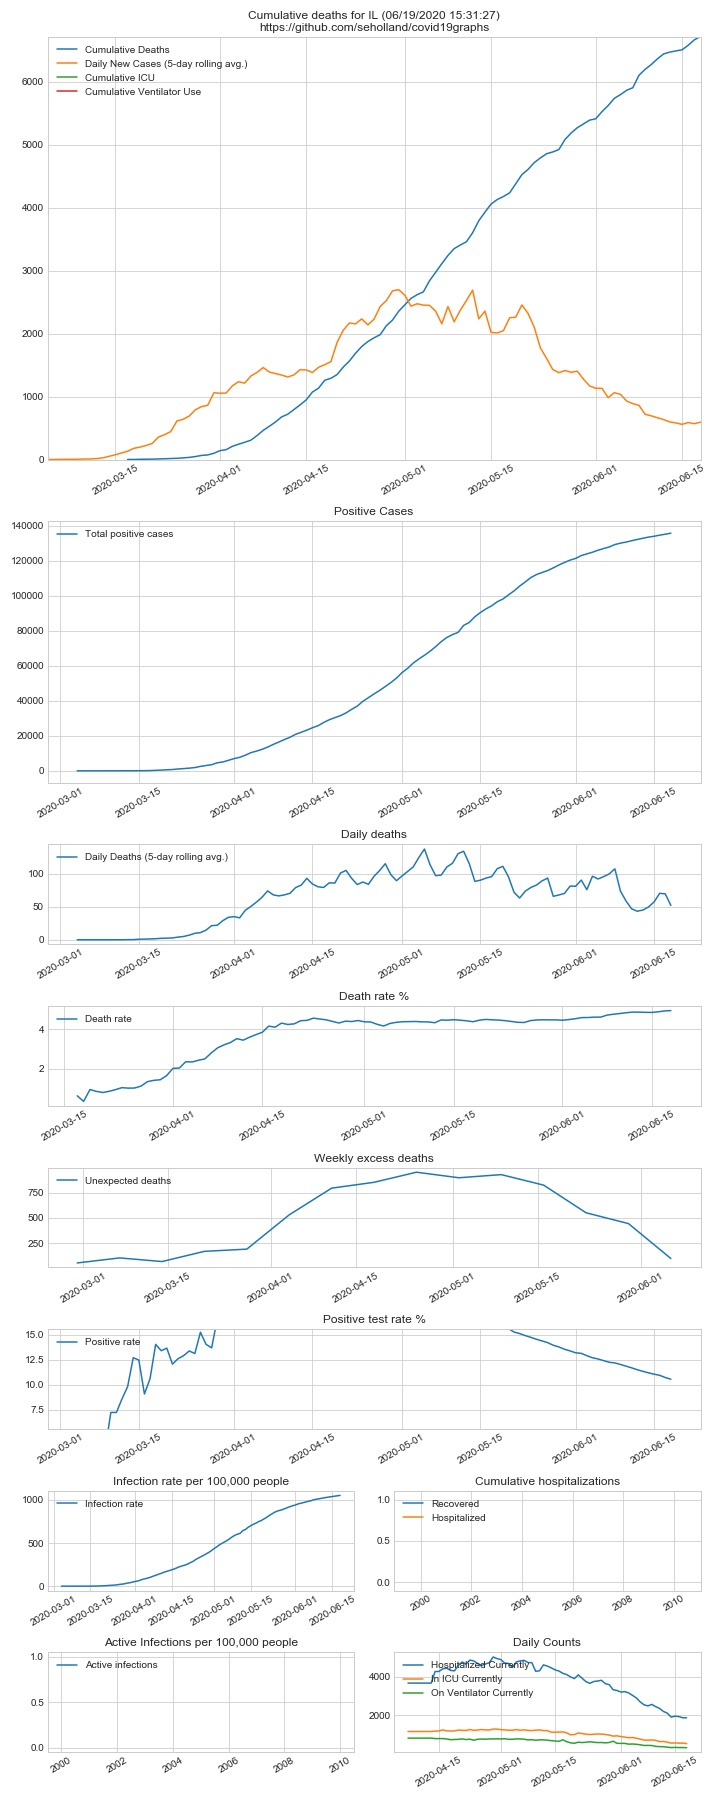 Cumulative deaths for IL (06/19/2020 15:31:27)
https://github.com/seholland/covid19graphs
Cumulative Deaths
Daily New Cases (5-day rolling avg.)
Cumulative ICU
Cumulative Ventilator Use
6000
5000
4000
3000
2000
1000
0
2020-03-15 2020-04-01 2020-04-15 2020-05-01 2020-05-15 2020-06-01 2020-06-15
Positive Cases
Total positive cases
140000
120000
100000
80000
60000
40000
20000
0
2020-03-01 2020-03-15 2020-04-01 2020-04-15 2020-05-01 2020-05-15 2020-06-01 2020-06-15
Daily deaths
Daily Deaths (5-day rolling avg.)
100
50
0
2020-03-01 2020-03-15 2020-04-01 2020-04-15 2020-05-01 2020-05-15 2020-06-01 2020-06-15
Death rate %
Death rate
4
2
2020-03-15 2020-04-01 2020-04-15 2020-05-01 2020-05-15 2020-06-01 2020-06-15
Weekly excess deaths
Unexpected deaths
750
500
250
2020-03-01 2020-03-15 2020-04-01 2020-04-15 2020-05-01 2020-05-15 2020-06-01
Positive test rate %
Positive rate
15.0
12.5
10.0
7.5
2020-03-01 2020-03-15 2020-04-01 2020-04-15 2020-05-01 2020-05-15 2020-06-01 2020-06-15
Infection rate per 100,000 people
Infection rate
1000
500
0
2020-03-01 2020-03-15 2020-04-01 2020-04-15 2020-05-01 2020-05-15 2020-06-01 2020-06-15
Cumulative hospitalizations
Recovered
Hospitalized
1.0
0.5
0.0
2000 2002 2004 2006 2008 2010
Active Infections per 100,000 people
Active infections
1.0
0.5
0.0
2000 2002 2004 2006 2008 2010
Daily Counts
Hospitalized Currently
In ICU Currently
On Ventilator Currently
4000
2000
2020-04-15 2020-05-01 2020-05-15 2020-06-01 2020-06-15